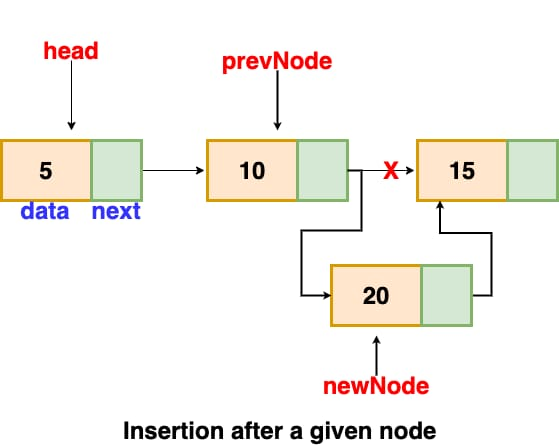 head
prevNode
5
10
X
15
data next
20
newNode
Insertion after a given node